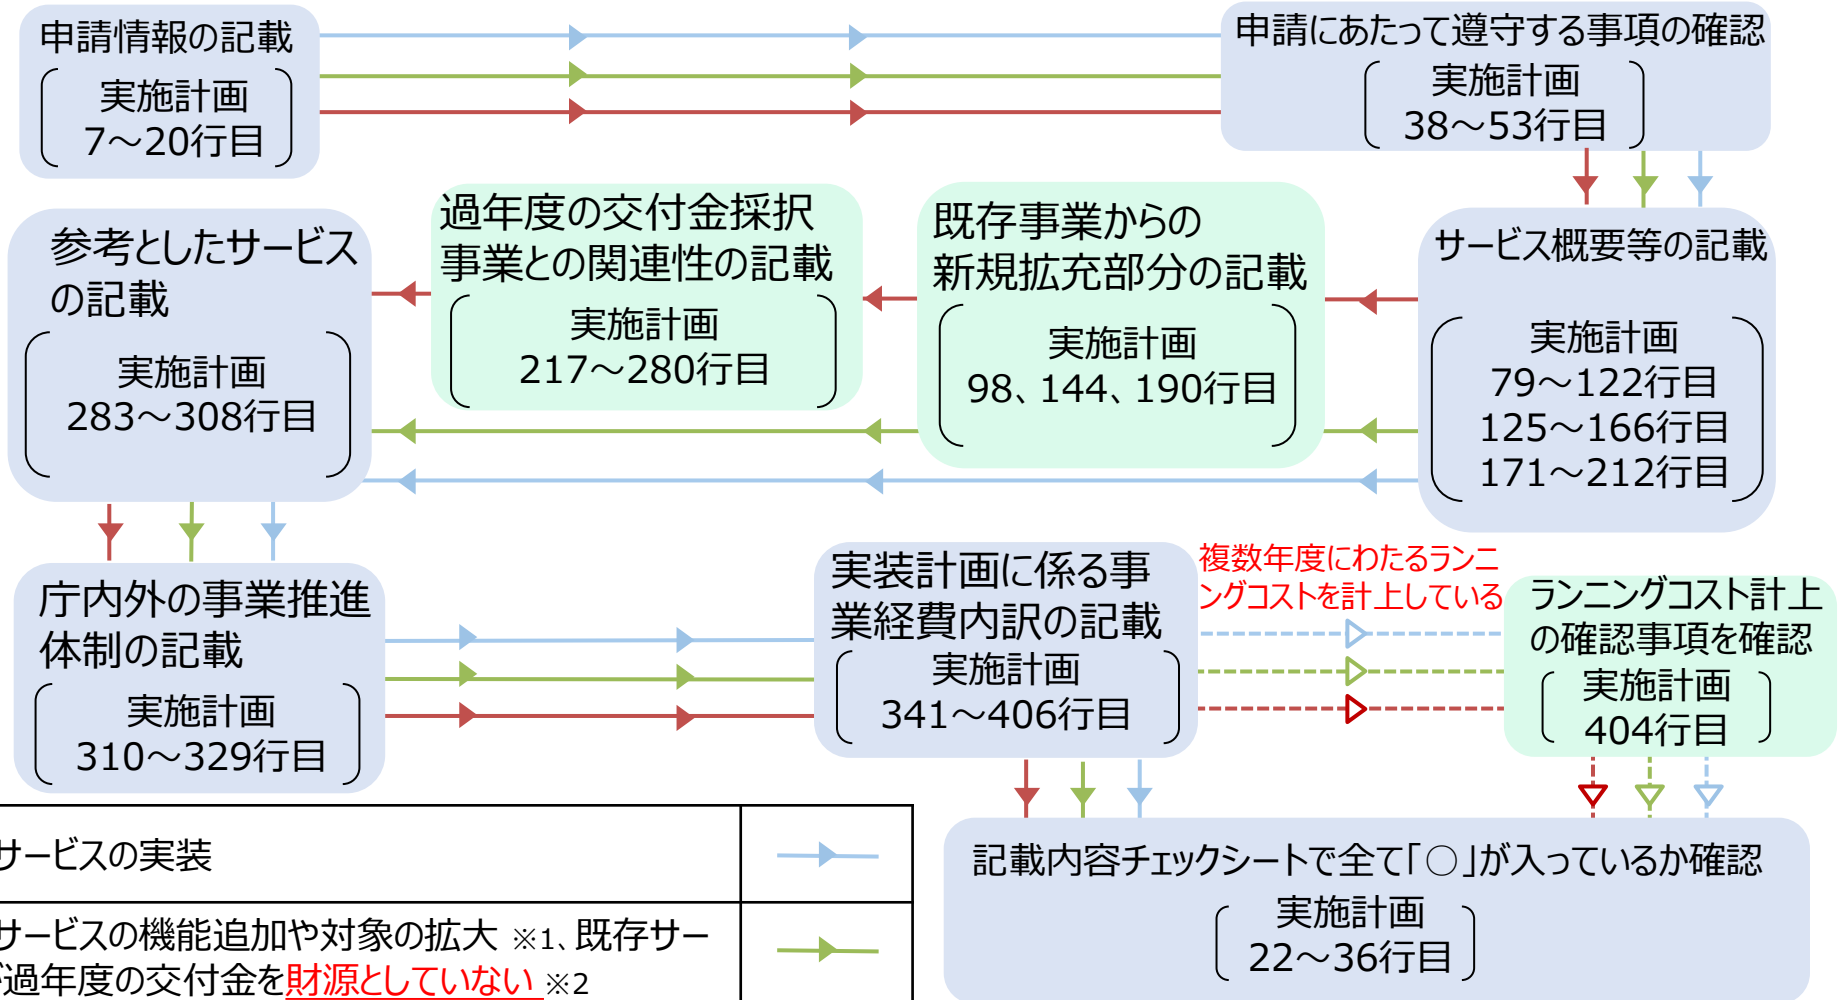 申請情報の記載
実施計画
7～20行目
申請にあたって遵守する事項の確認
実施計画
38～53行目
サービス概要等の記載
実施計画
79～122行目
125～166行目
171～212行目
既存事業からの
新規拡充部分の記載
実施計画
98、144、190行目
過年度の交付金採択
事業との関連性の記載
実施計画
217～280行目
参考としたサービス
の記載
実施計画
283～308行目
庁内外の事業推進
体制の記載
実施計画
310～329行目
実装計画に係る事
業経費内訳の記載
実施計画
341～406行目
複数年度にわたるランニ
ングコストを計上している
ランニングコスト計上
の確認事項を確認
実施計画
404行目
記載内容チェックシートで全て「○」が入っているか確認
実施計画
22～36行目
サービスの実装
サービスの機能追加や対象の拡大 ※1、既存サー
過年度の交付金を財源としていない ※2